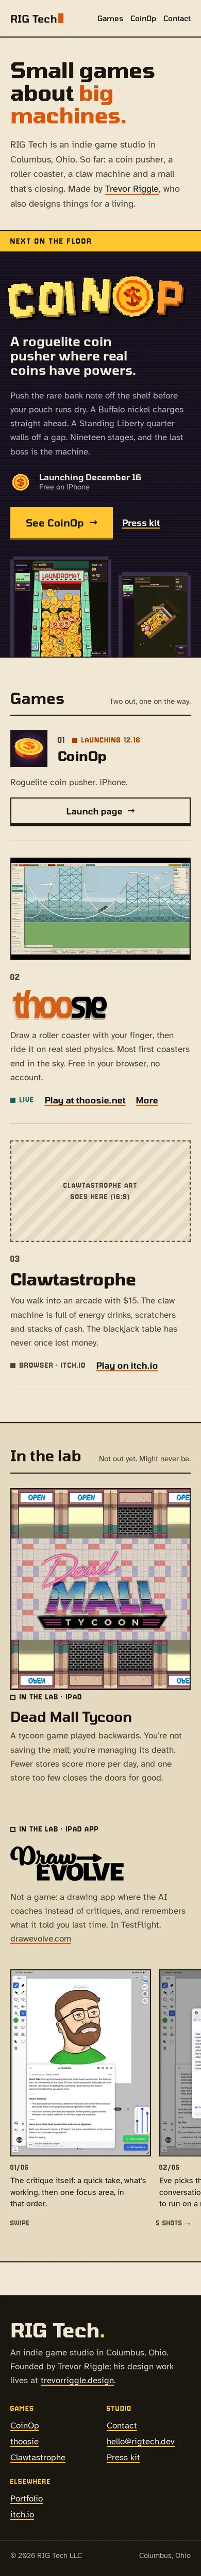 RIG Tech
Games CoinOp Contact
Small games
about big
machines.
RIG Tech is an indie game studio in
Columbus, Ohio. So far: a coin pusher, a
roller coaster, a claw machine and a mall
that's closing. Made by Trevor Riggle, who
also designs things for a living.
NEXT ON THE FLOOR
COINOP
A roguelite coin
pusher where real
coins have powers.
Push the rare bank note off the shelf before
your pouch runs dry. A Buffalo nickel charges
straight ahead. A Standing Liberty quarter
walls off a gap. Nineteen stages, and the last
boss is the machine.
Launching December 16
Free on iPhone
See CoinOp →
Press kit
LAUNDROMAT
Games
Two out, one on the way.
01 LAUNCHING 12.16
CoinOp
Roguelite coin pusher. iPhone.
Launch page →
02
thoosie
Draw a roller coaster with your finger, then
ride it on real sled physics. Most first coasters
end in the sky. Free in your browser, no
account.
LIVE Play at thoosie.net More
CLAWTASTROPHE ART
GOES HERE (16:9)
03
Clawtastrophe
You walk into an arcade with $15. The claw
machine is full of energy drinks, scratchers
and stacks of cash. The blackjack table has
never once lost money.
BROWSER · ITCH.IO Play on itch.io
In the lab
Not out yet. Might never be.
OPEN OPEN OPE
Dead
MALL
TYCOON
OPEN OPEN OPE
IN THE LAB · IPAD
Dead Mall Tycoon
A tycoon game played backwards. You're not
saving the mall; you're managing its death.
Fewer stores score more per day, and one
store too few closes the doors for good.
IN THE LAB · IPAD APP
Draw
EVOLVE
Not a game: a drawing app where the AI
coaches instead of critiques, and remembers
what it told you last time. In TestFlight.
drawevolve.com
01/05
The critique itself: a quick take, what's
working, then one focus area, in
that order.
02/05
Eve picks th
conversatio
to run on a
SWIPE
5 SHOTS →
RIG Tech.
An indie game studio in Columbus, Ohio.
Founded by Trevor Riggle; his design work
lives at trevorriggle.design.
GAMES
CoinOp
thoosie
Clawtastrophe
STUDIO
Contact
hello@rigtech.dev
Press kit
ELSEWHERE
Portfolio
itch.io
© 2026 RIG Tech LLC
Columbus, Ohio